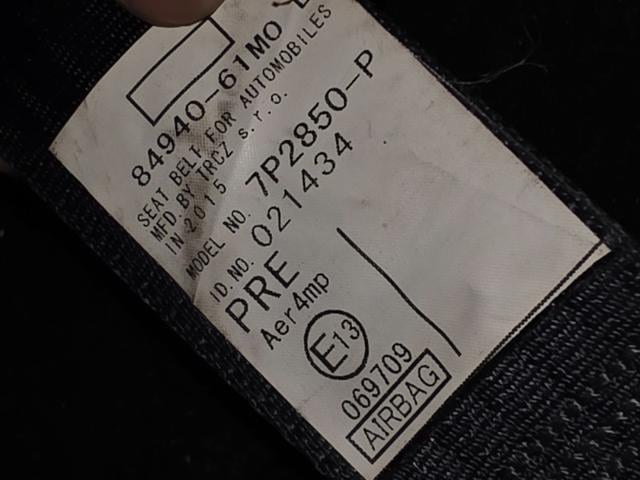 84940-61M0
SEAT BELT FOR AUTOMOBILES
MFD. BY TRCZ s.r.o.
IN 2015
MODEL NO. 7P2850-P
ID. NO. 021434
PRE
Aer4mp
E13
069709
AIRBAG